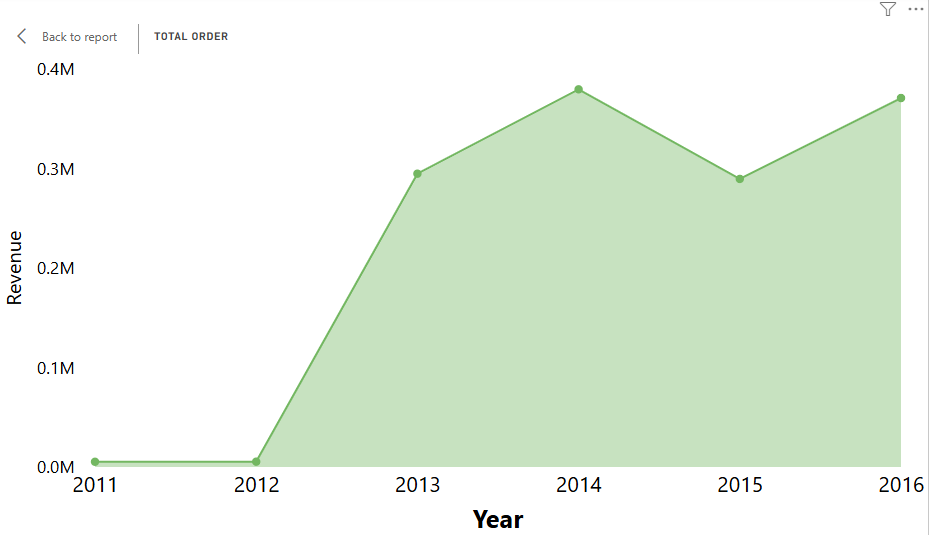 Back to report
TOTAL ORDER
0.4M
0.3M
0.2M
0.1M
0.0M
Revenue
2011 2012 2013 2014 2015 2016
Year